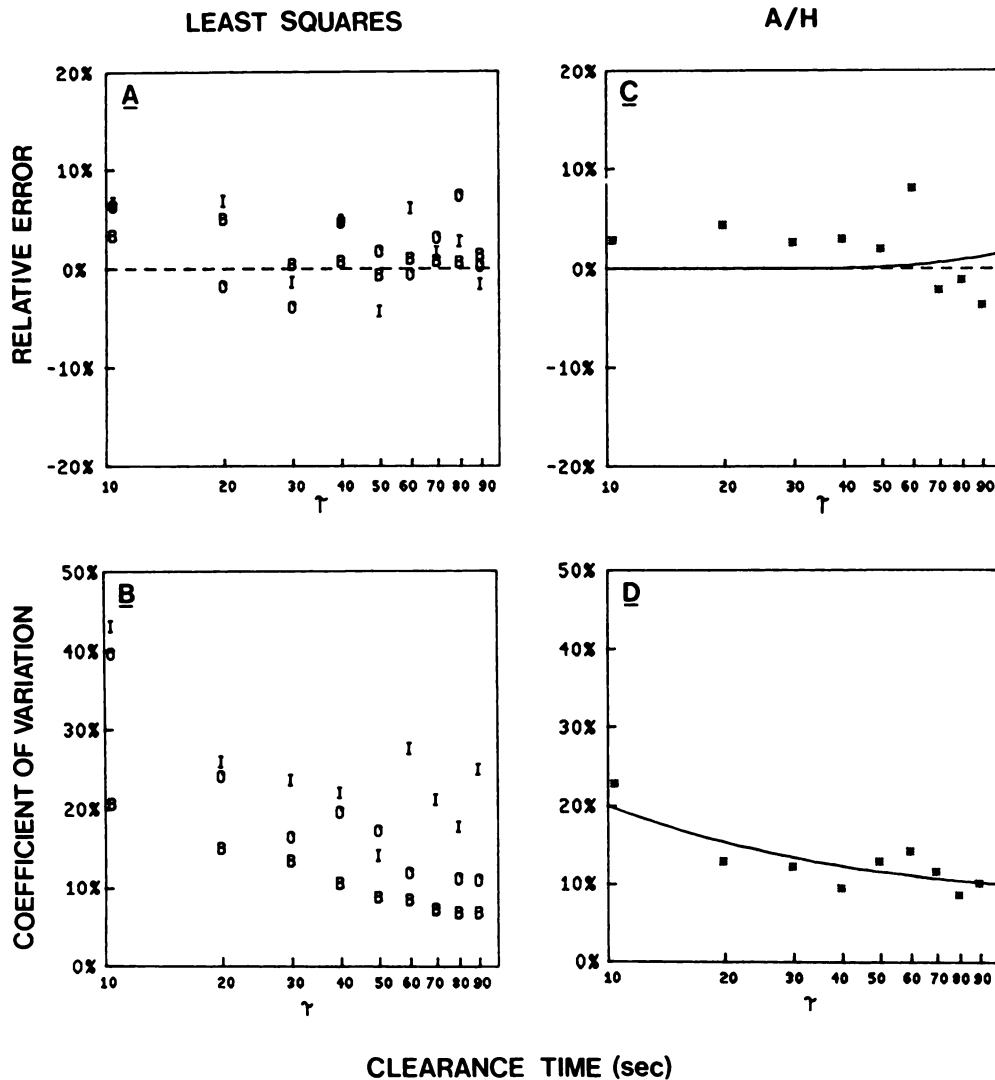 LEAST SQUARES
A/H
RELATIVE ERROR
20%
10%
0%
-10%
-20%
A
I
O
B
I
B
O
B
I
O
O
B
O
B
I
I
B
O
O
I
B
O
I
B
B
O
I
10 20 30 40 50 60 70 80 90
τ
20%
10%
0%
-10%
-20%
C
10 20 30 40 50 60 70 80 90
τ
COEFFICIENT OF VARIATION
50%
40%
30%
20%
10%
0%
B
I
O
B
I
O
B
I
O
B
I
O
B
O
I
B
I
O
B
I
B
I
O
B
I
O
B
10 20 30 40 50 60 70 80 90
τ
50%
40%
30%
20%
10%
0%
D
10 20 30 40 50 60 70 80 90
τ
CLEARANCE TIME (sec)